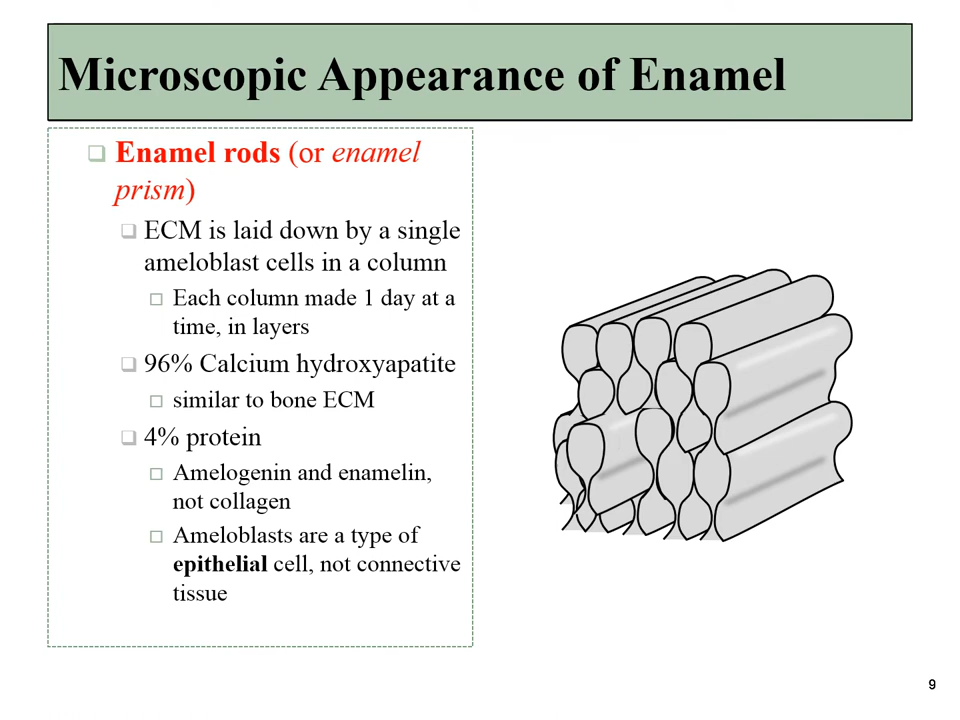 Microscopic Appearance of Enamel
Enamel rods (or enamel
prism)
ECM is laid down by a single
ameloblast cells in a column
Each column made 1 day at a
time, in layers
96% Calcium hydroxyapatite
similar to bone ECM
4% protein
Amelogenin and enamelin,
not collagen
Ameloblasts are a type of
epithelial cell, not connective
tissue
9